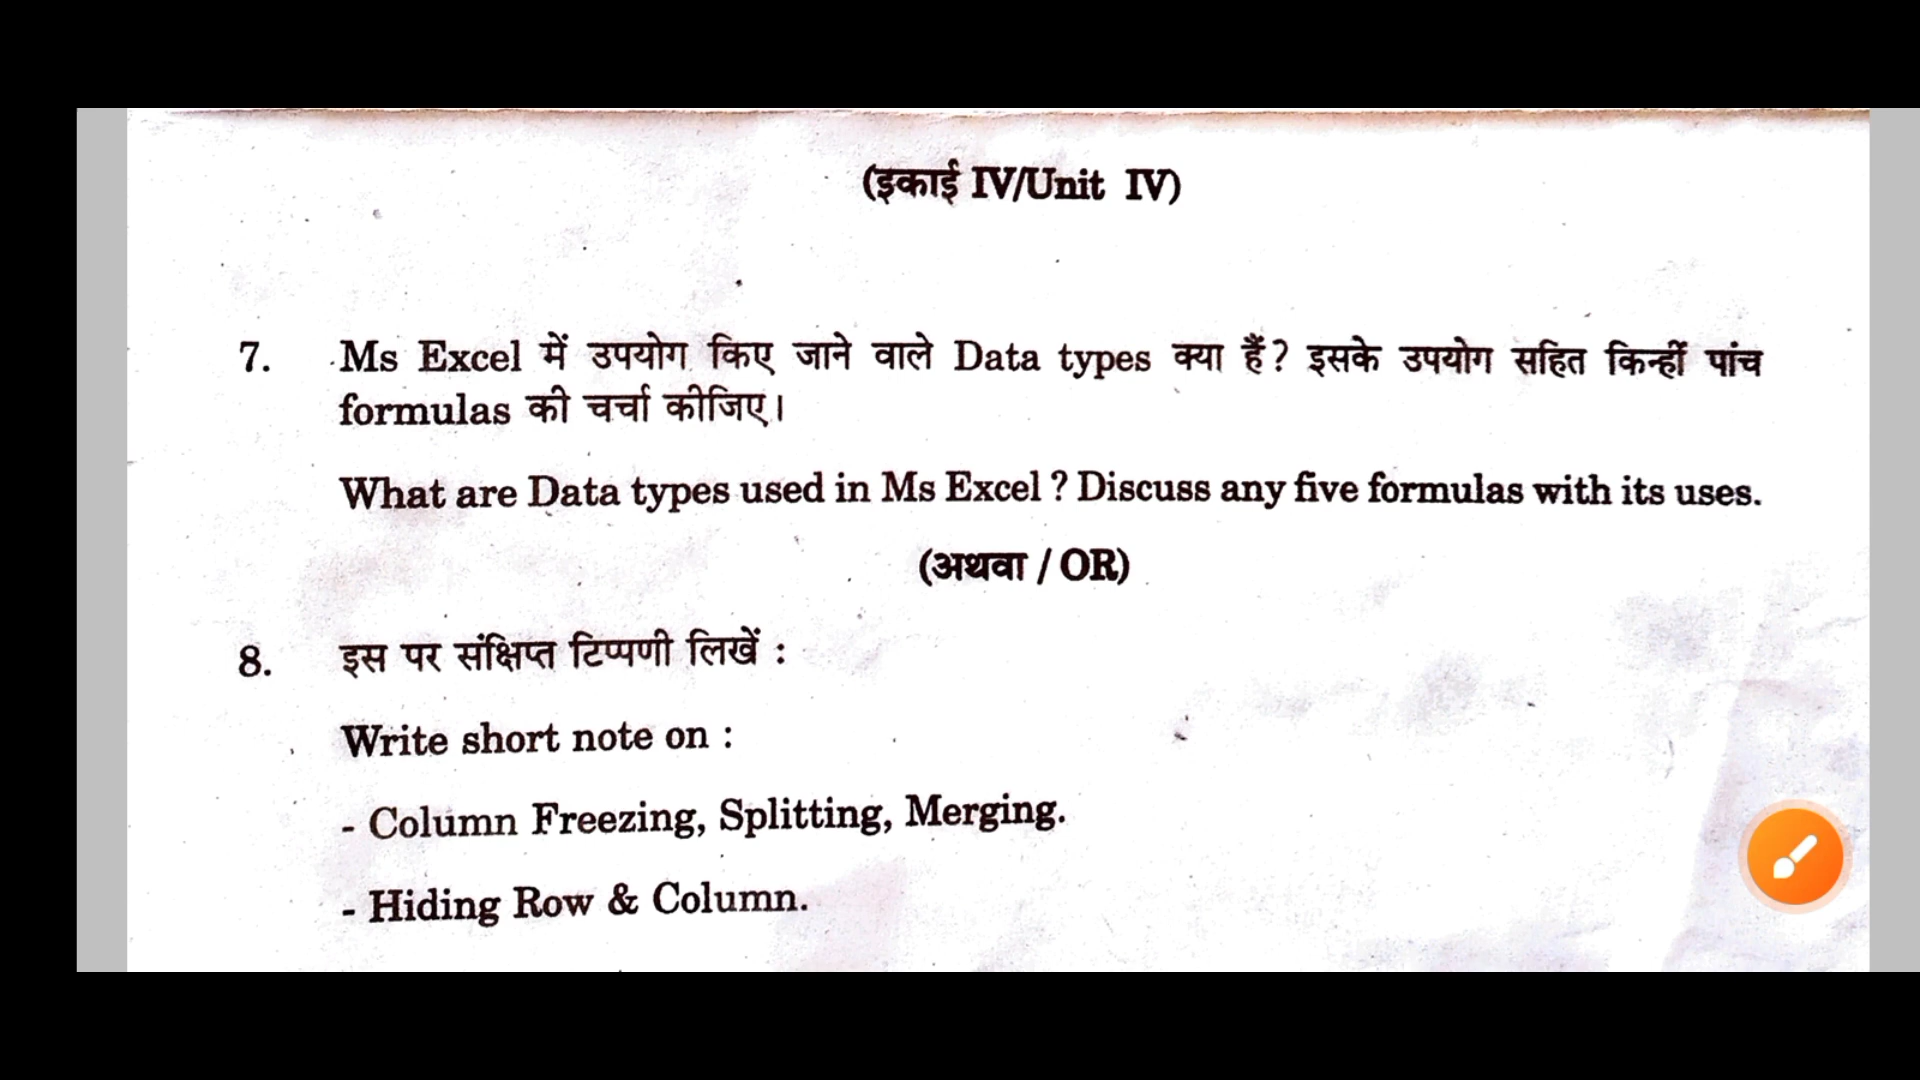 (इकाई IV/Unit IV)
7. Ms Excel में उपयोग किए जाने वाले Data types क्या हैं? इसके उपयोग सहित किन्हीं पांच
formulas की चर्चा कीजिए।
What are Data types used in Ms Excel ? Discuss any five formulas with its uses.
(अथवा / OR)
8. इस पर संक्षिप्त टिप्पणी लिखें :
Write short note on :
- Column Freezing, Splitting, Merging.
- Hiding Row & Column.